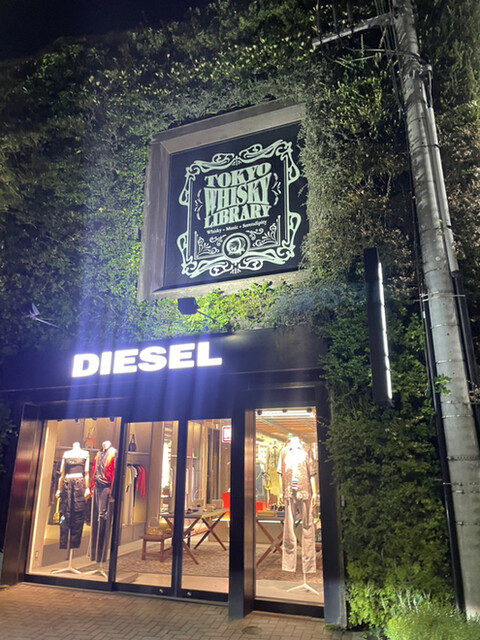 TOKYO
WHISKY
LIBRARY
Whisky • Music • Serendipity
DIESEL